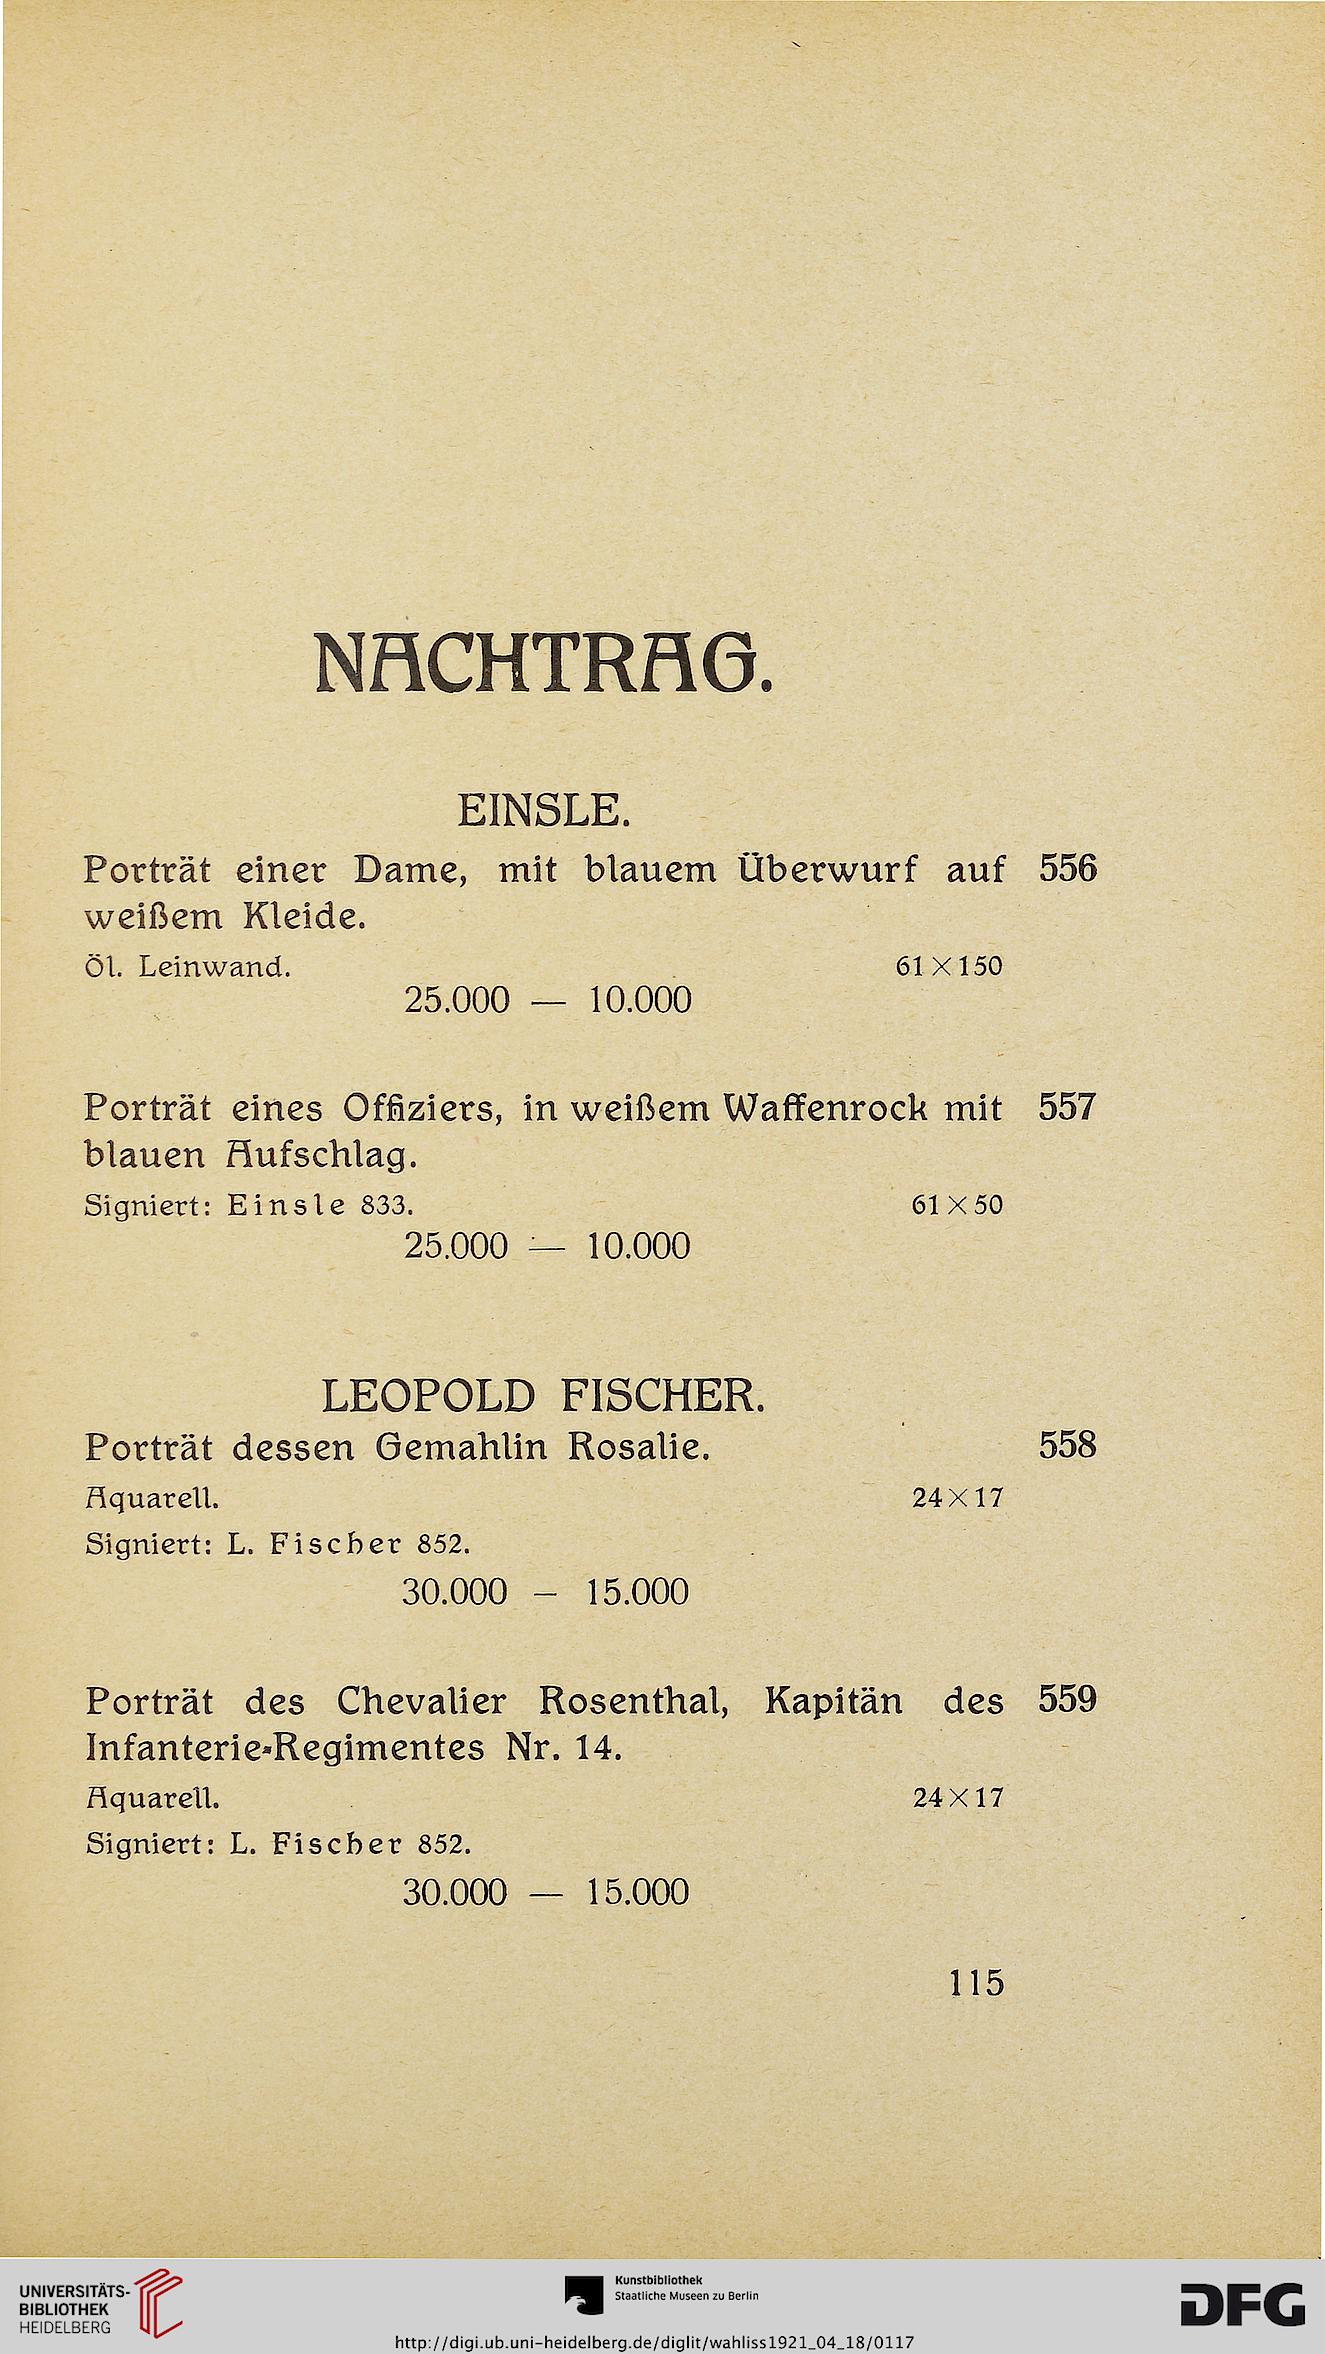 NACHTRAG.
EINSLE.
Porträt einer Dame, mit blauem Überwurf auf 556
weißem Kleide.
Öl. Leinwand. 61×150
25.000 — 10.000
Porträt eines Offiziers, in weißem Waffenrock mit 557
blauen Aufschlag.
Signiert: Einsle 833. 61×50
25.000 — 10.000
LEOPOLD FISCHER.
Porträt dessen Gemahlin Rosalie. 558
Aquarell. 24×17
Signiert: L. Fischer 852.
30.000 — 15.000
Porträt des Chevalier Rosenthal, Kapitän des 559
Infanterie-Regimentes Nr. 14.
Aquarell. 24×17
Signiert: L. Fischer 852.
30.000 — 15.000
115
UNIVERSITÄTS-
BIBLIOTHEK
HEIDELBERG
Kunstbibliothek
Staatliche Museen zu Berlin
http://digi.ub.uni-heidelberg.de/diglit/wahliss1921_04_18/0117
DFG